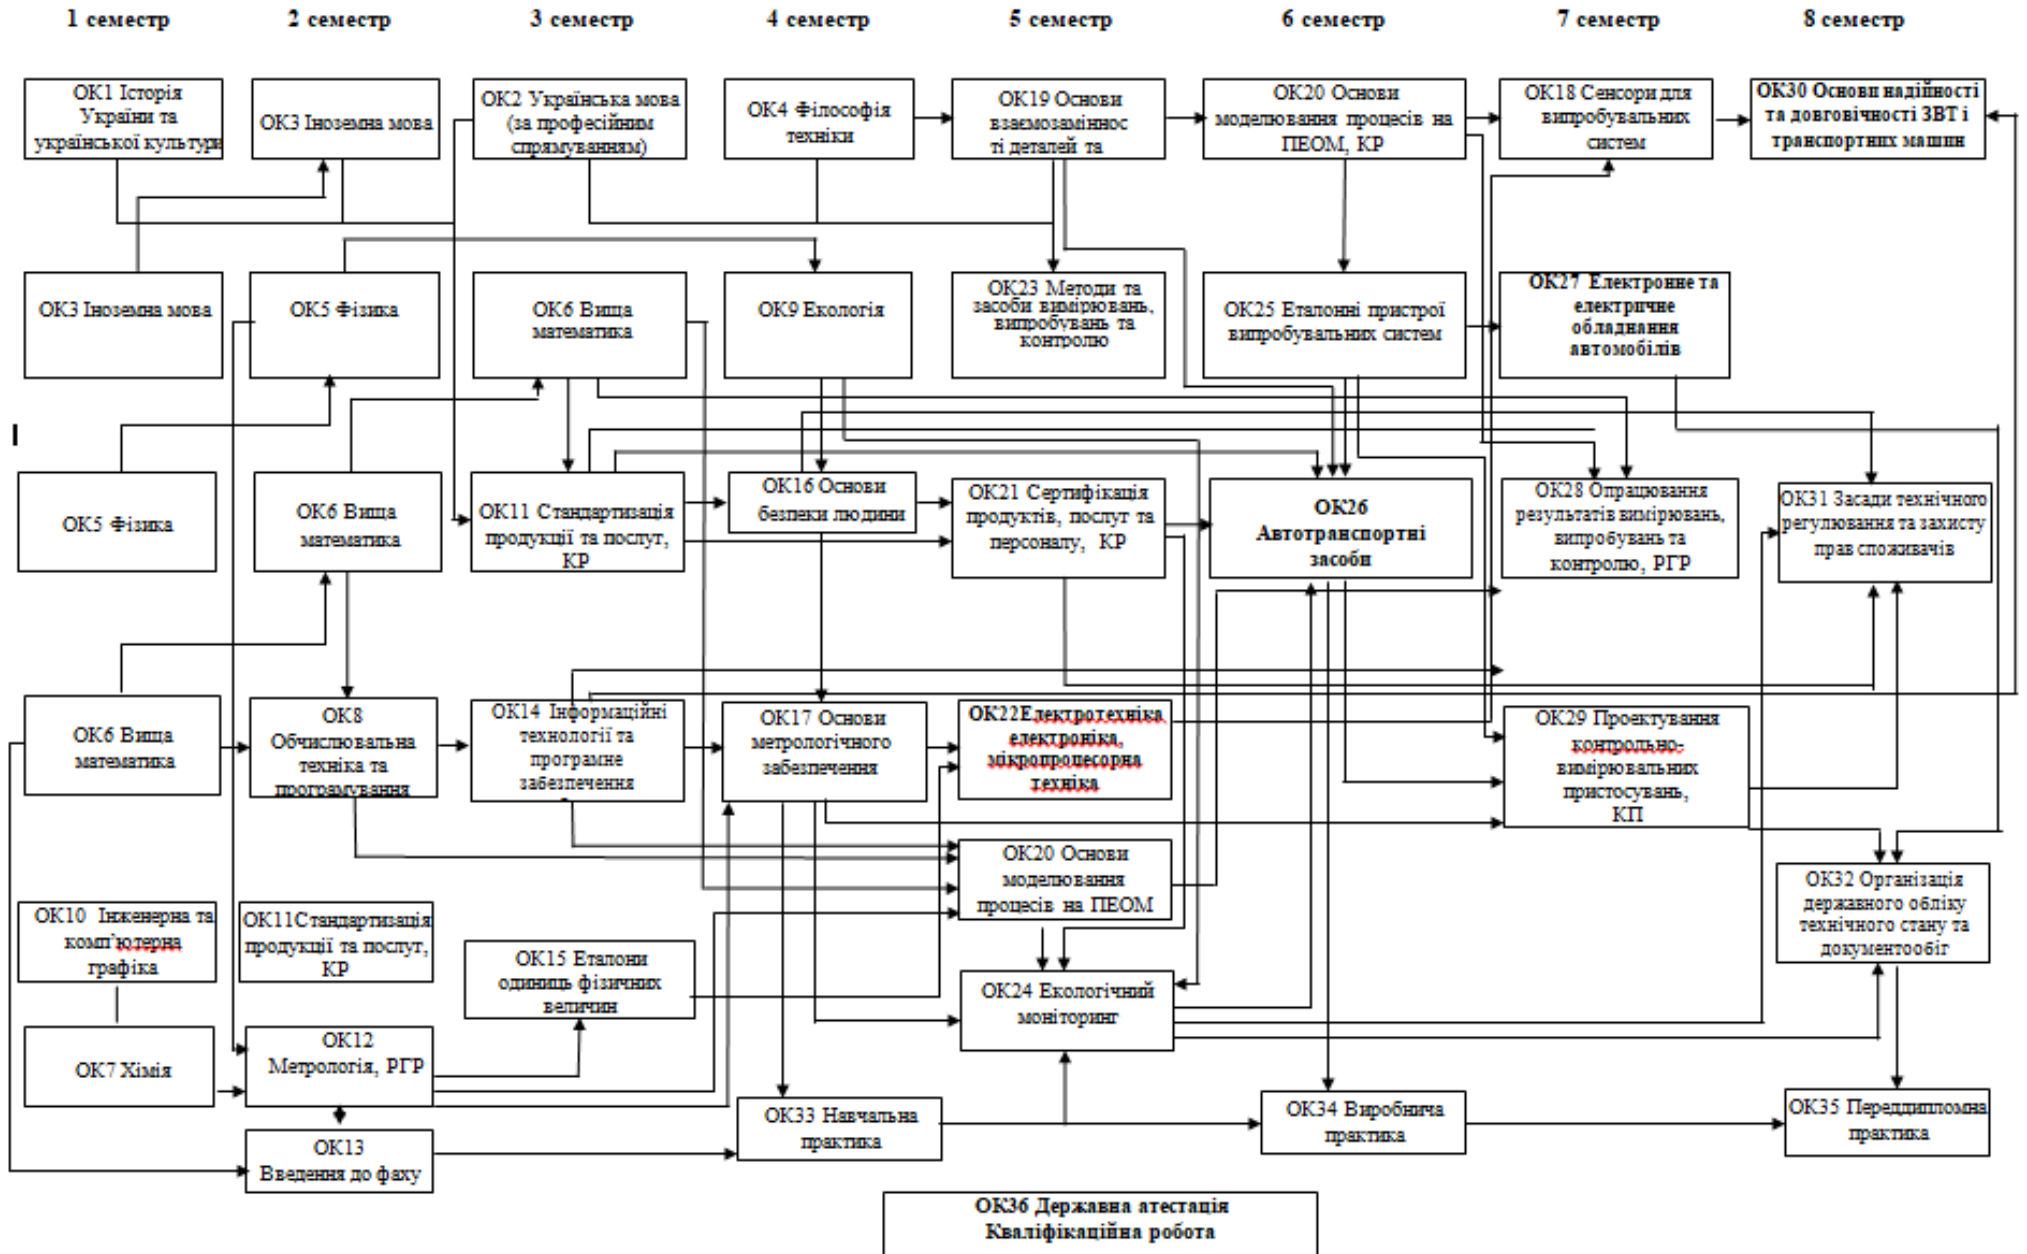 1 семестр
2 семестр
3 семестр
4 семестр
5 семестр
6 семестр
7 семестр
8 семестр
ОК1 Історія
України та
української культури
ОК3 Іноземна мова
ОК2 Українська мова
(за професійним
спрямуванням)
ОК4 Філософія
техніки
ОК19 Основи
взаємозаміннос
ті деталей та
ОК20 Основи
моделювання процесів на
ПЕОМ, КР
ОК18 Сенсори для
випробувальних
систем
ОК30 Основи надійності
та довговічності ЗВТ і
транспортних машин
ОК3 Іноземна мова
ОК5 Фізика
ОК6 Вища
математика
ОК9 Екологія
ОК23 Методи та
засоби вимірювань,
випробувань та
контролю
ОК25 Еталонні пристрої
випробувальних систем
ОК27 Електронне та
електричне
обладнання
автомобілів
ОК5 Фізика
ОК6 Вища
математика
ОК11 Стандартизація
продукції та послуг,
КР
ОК16 Основи
безпеки людини
ОК21 Сертифікація
продуктів, послуг та
персоналу, КР
ОК26
Автотранспортні
засоби
ОК28 Опрацювання
результатів вимірювань,
випробувань та
контролю, РГР
ОК31 Засади технічного
регулювання та захисту
прав споживачів
ОК6 Вища
математика
ОК8
Обчислювальна
техніка та
програмування
ОК14 Інформаційні
технології та
програмне
забезпечення
ОК17 Основи
метрологічного
забезпечення
ОК22Електротехніка
електроніка,
мікропроцесорна
техніка
ОК29 Проектування
контрольно-
вимірювальних
пристосувань,
КП
ОК20 Основи
моделювання
процесів на ПЕОМ
ОК32 Організація
державного обліку
технічного стану та
документообіг
ОК10 Інженерна та
комп’ютерна
графіка
ОК11Стандартизація
продукції та послуг,
КР
ОК15 Еталони
одиниць фізичних
величин
ОК24 Екологічний
моніторинг
ОК7 Хімія
ОК12
Метрологія, РГР
ОК33 Навчальна
практика
ОК34 Виробнича
практика
ОК35 Переддипломна
практика
ОК13
Введення до фаху
ОК36 Державна атестація
Кваліфікаційна робота